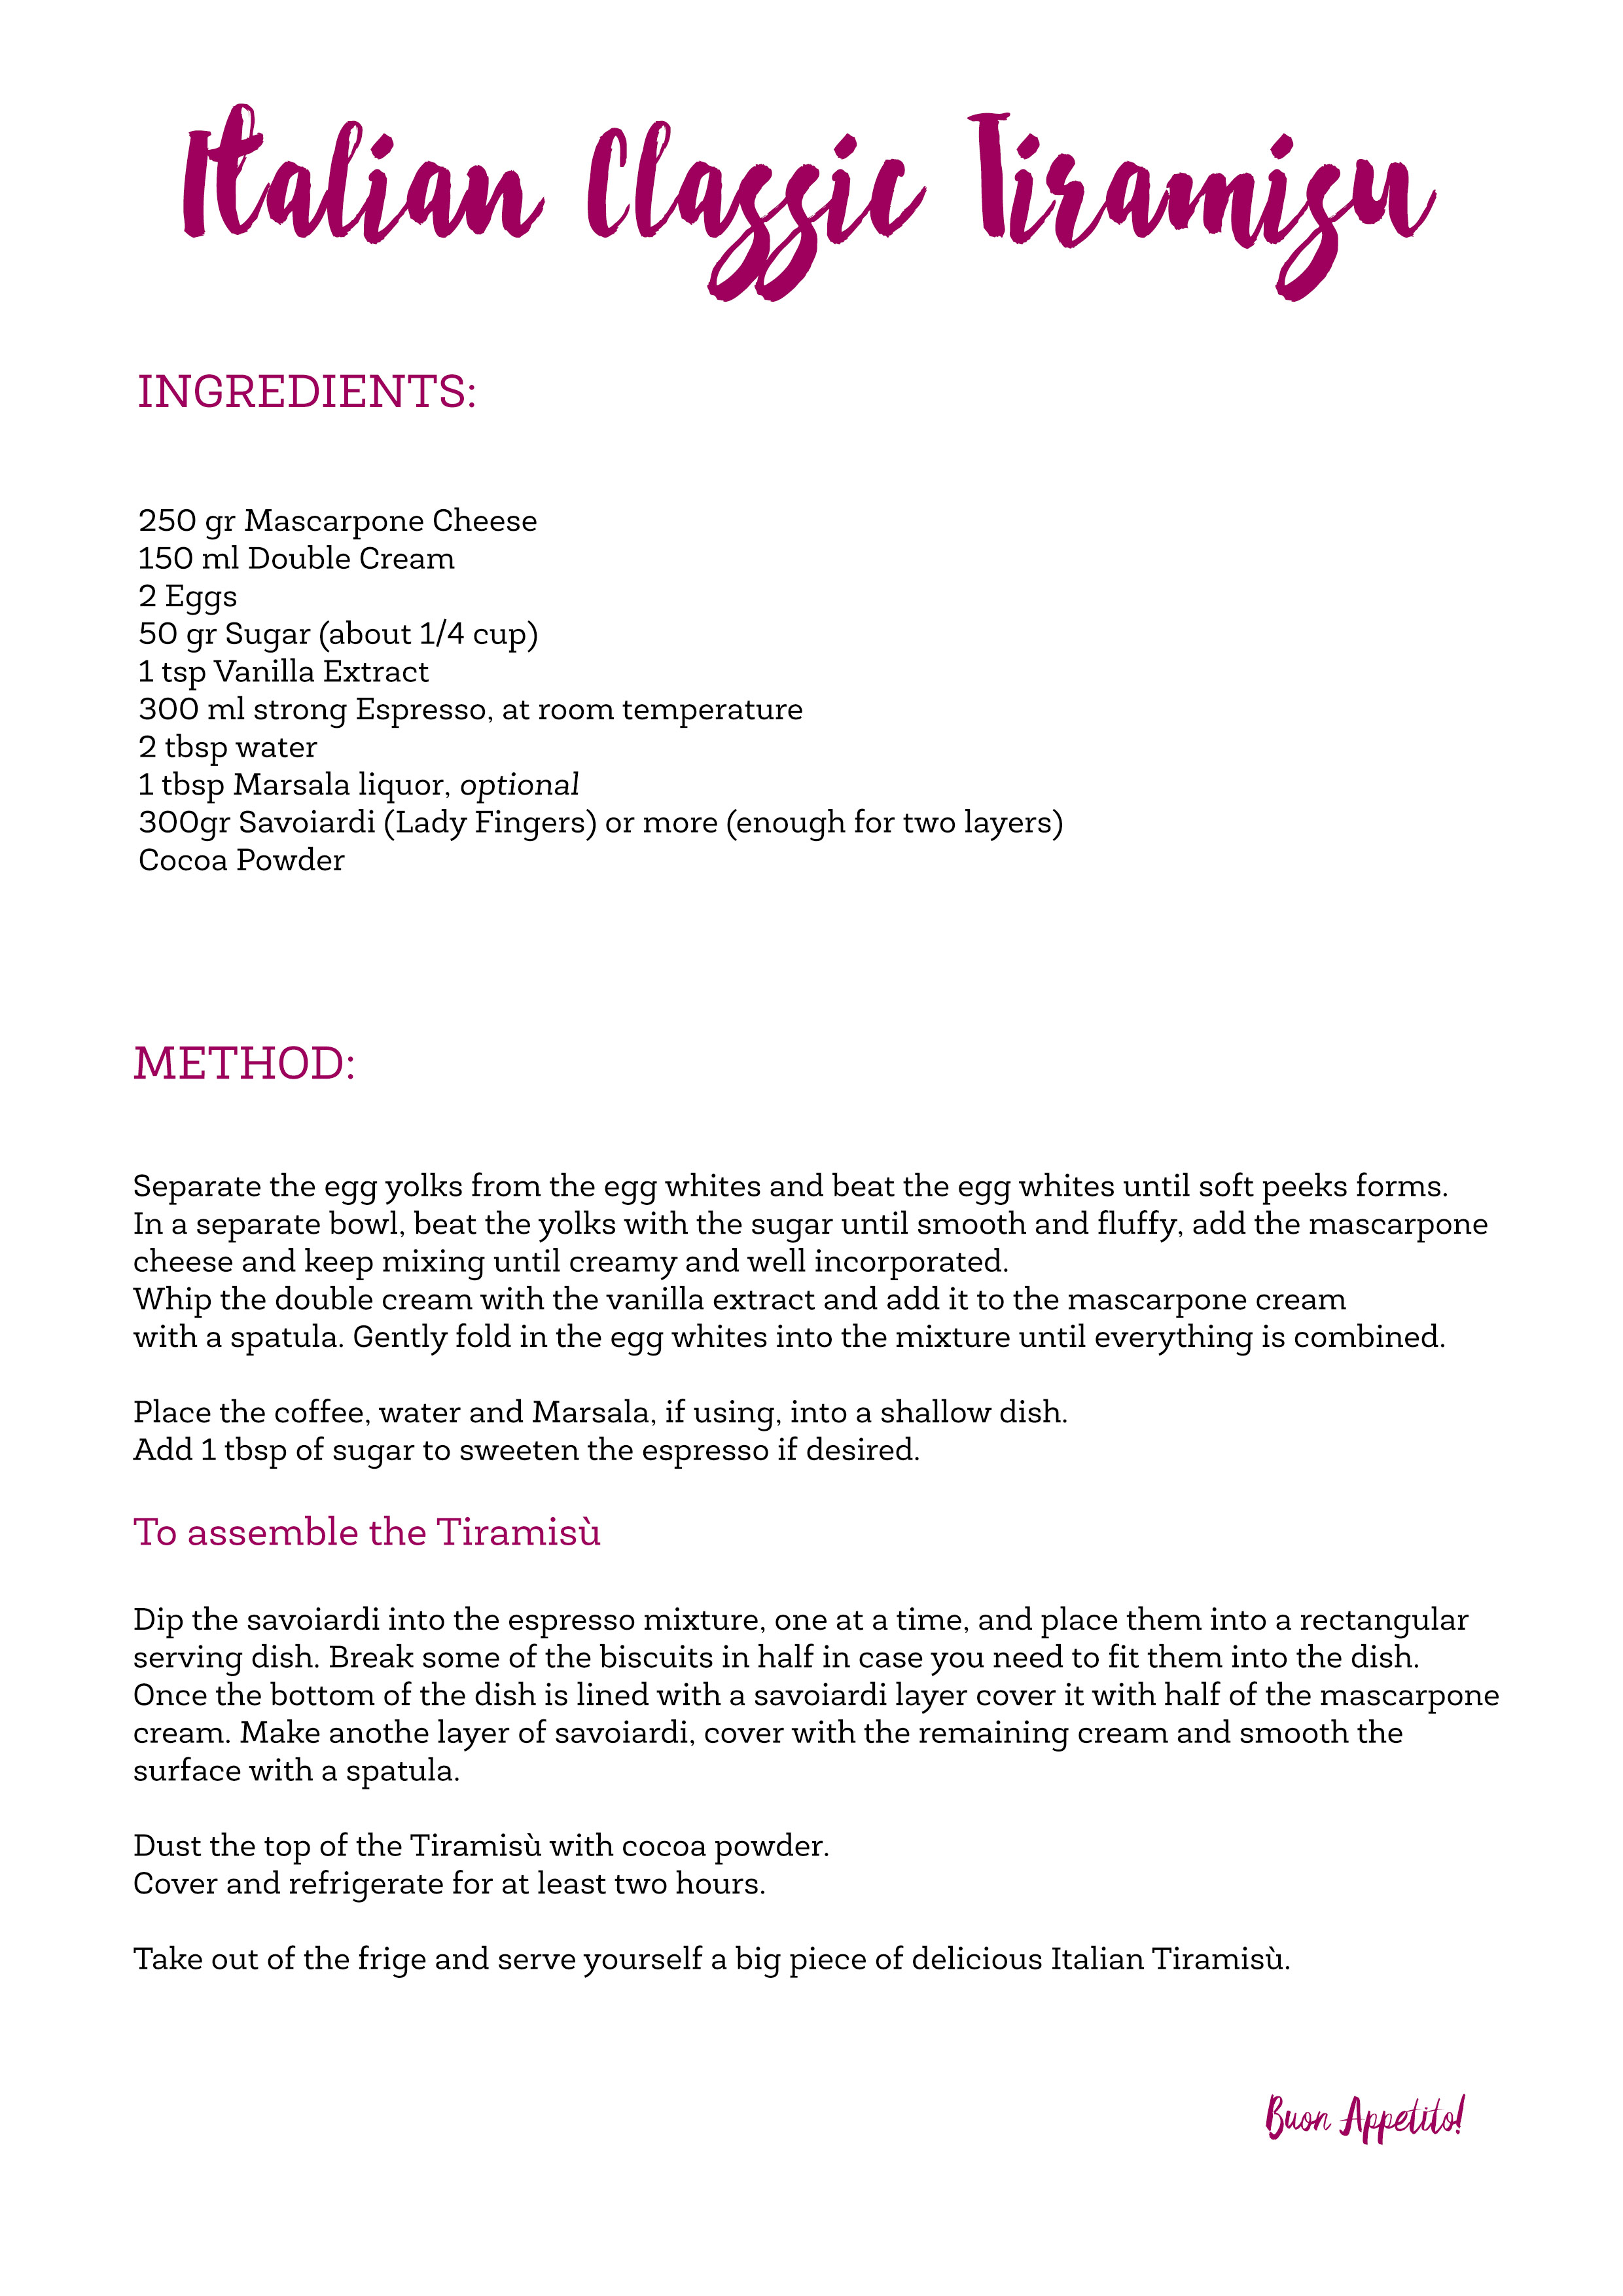 Italian Classic Tiramisu
INGREDIENTS:
250 gr Mascarpone Cheese
150 ml Double Cream
2 Eggs
50 gr Sugar (about 1/4 cup)
1 tsp Vanilla Extract
300 ml strong Espresso, at room temperature
2 tbsp water
1 tbsp Marsala liquor, optional
300gr Savoiardi (Lady Fingers) or more (enough for two layers)
Cocoa Powder
METHOD:
Separate the egg yolks from the egg whites and beat the egg whites until soft peeks forms.
In a separate bowl, beat the yolks with the sugar until smooth and fluffy, add the mascarpone
cheese and keep mixing until creamy and well incorporated.
Whip the double cream with the vanilla extract and add it to the mascarpone cream
with a spatula. Gently fold in the egg whites into the mixture until everything is combined.
Place the coffee, water and Marsala, if using, into a shallow dish.
Add 1 tbsp of sugar to sweeten the espresso if desired.
To assemble the Tiramisù
Dip the savoiardi into the espresso mixture, one at a time, and place them into a rectangular
serving dish. Break some of the biscuits in half in case you need to fit them into the dish.
Once the bottom of the dish is lined with a savoiardi layer cover it with half of the mascarpone
cream. Make anothe layer of savoiardi, cover with the remaining cream and smooth the
surface with a spatula.
Dust the top of the Tiramisù with cocoa powder.
Cover and refrigerate for at least two hours.
Take out of the frige and serve yourself a big piece of delicious Italian Tiramisù.
Buon Appetito!